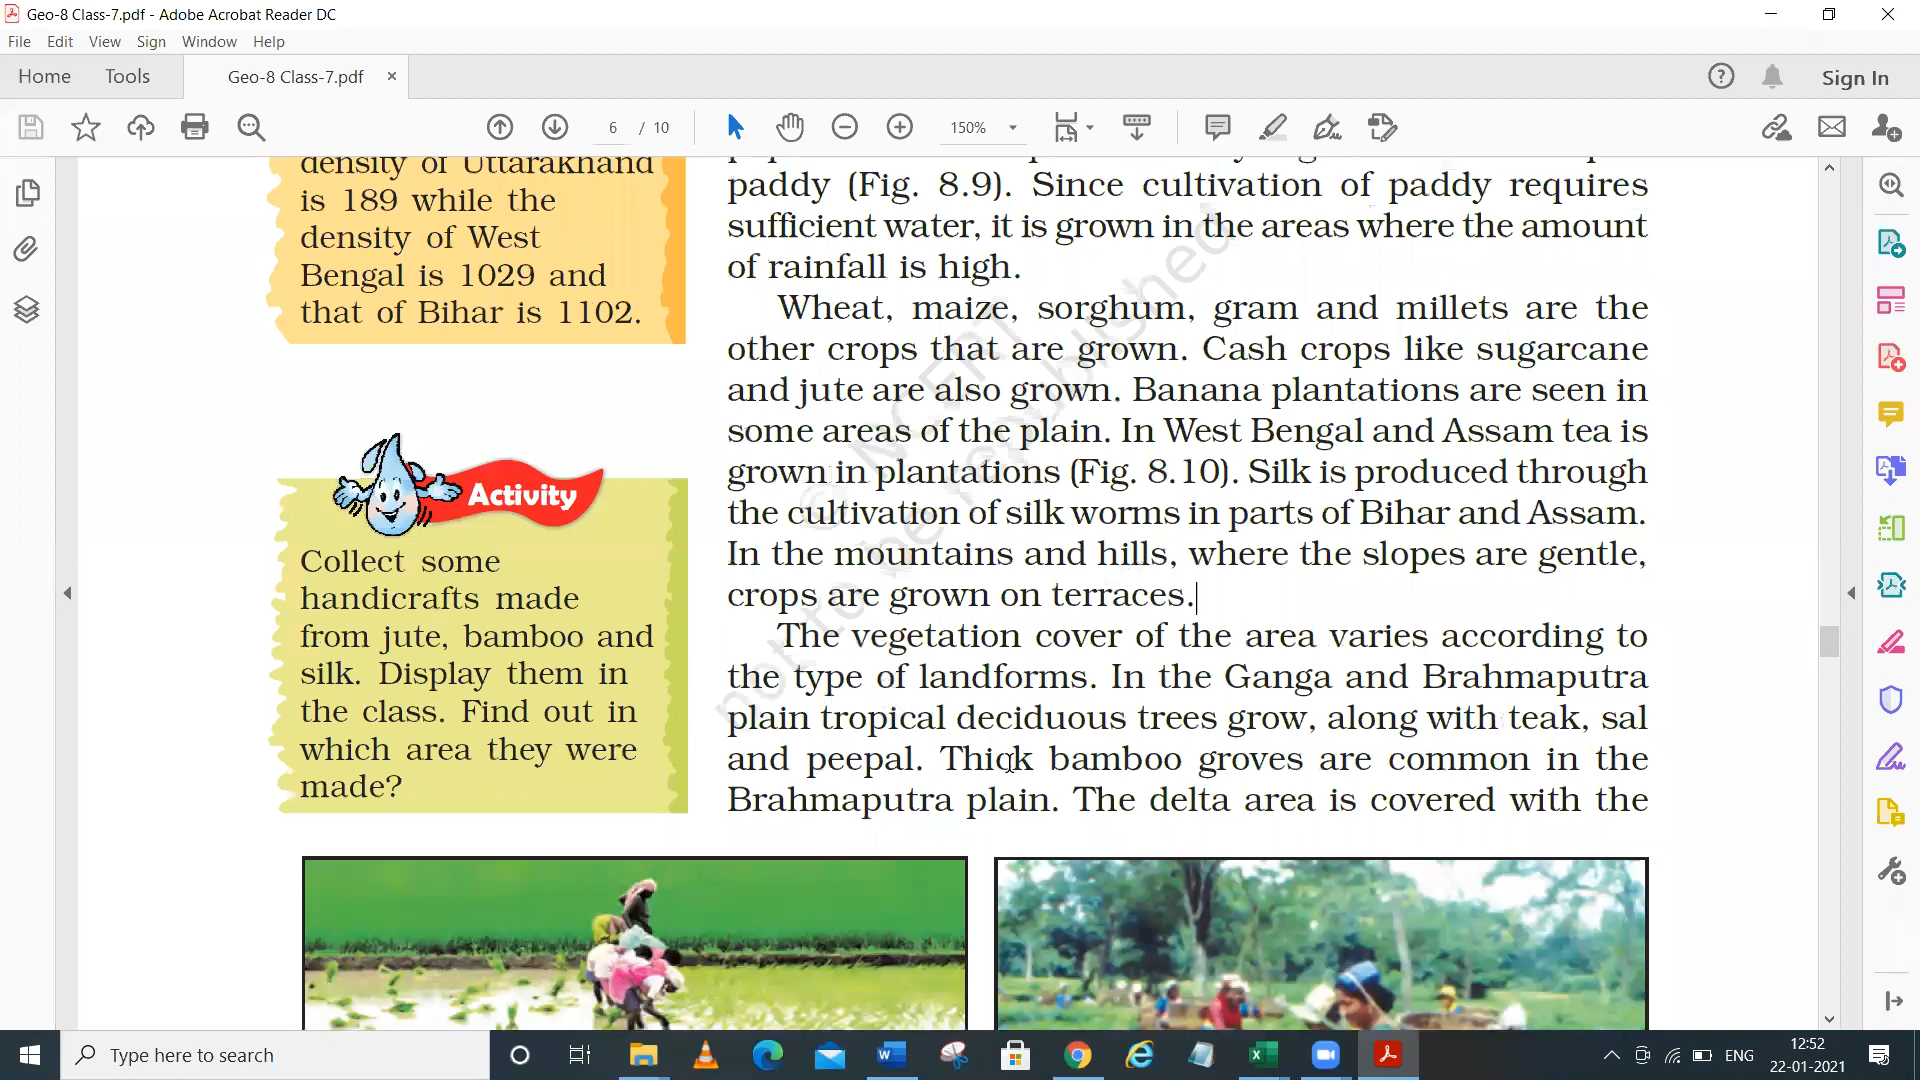 Geo-8 Class-7.pdf - Adobe Acrobat Reader DC
File Edit View Sign Window Help
Home Tools Geo-8 Class-7.pdf × Sign In
6 / 10 150%
density of Uttarakhand
is 189 while the
density of West
Bengal is 1029 and
that of Bihar is 1102.
Activity
Collect some
handicrafts made
from jute, bamboo and
silk. Display them in
the class. Find out in
which area they were
made?
paddy (Fig. 8.9). Since cultivation of paddy requires
sufficient water, it is grown in the areas where the amount
of rainfall is high.
Wheat, maize, sorghum, gram and millets are the
other crops that are grown. Cash crops like sugarcane
and jute are also grown. Banana plantations are seen in
some areas of the plain. In West Bengal and Assam tea is
grown in plantations (Fig. 8.10). Silk is produced through
the cultivation of silk worms in parts of Bihar and Assam.
In the mountains and hills, where the slopes are gentle,
crops are grown on terraces.
The vegetation cover of the area varies according to
the type of landforms. In the Ganga and Brahmaputra
plain tropical deciduous trees grow, along with teak, sal
and peepal. Thick bamboo groves are common in the
Brahmaputra plain. The delta area is covered with the
© NCERT
not to be republished
Type here to search
ENG
12:52
22-01-2021